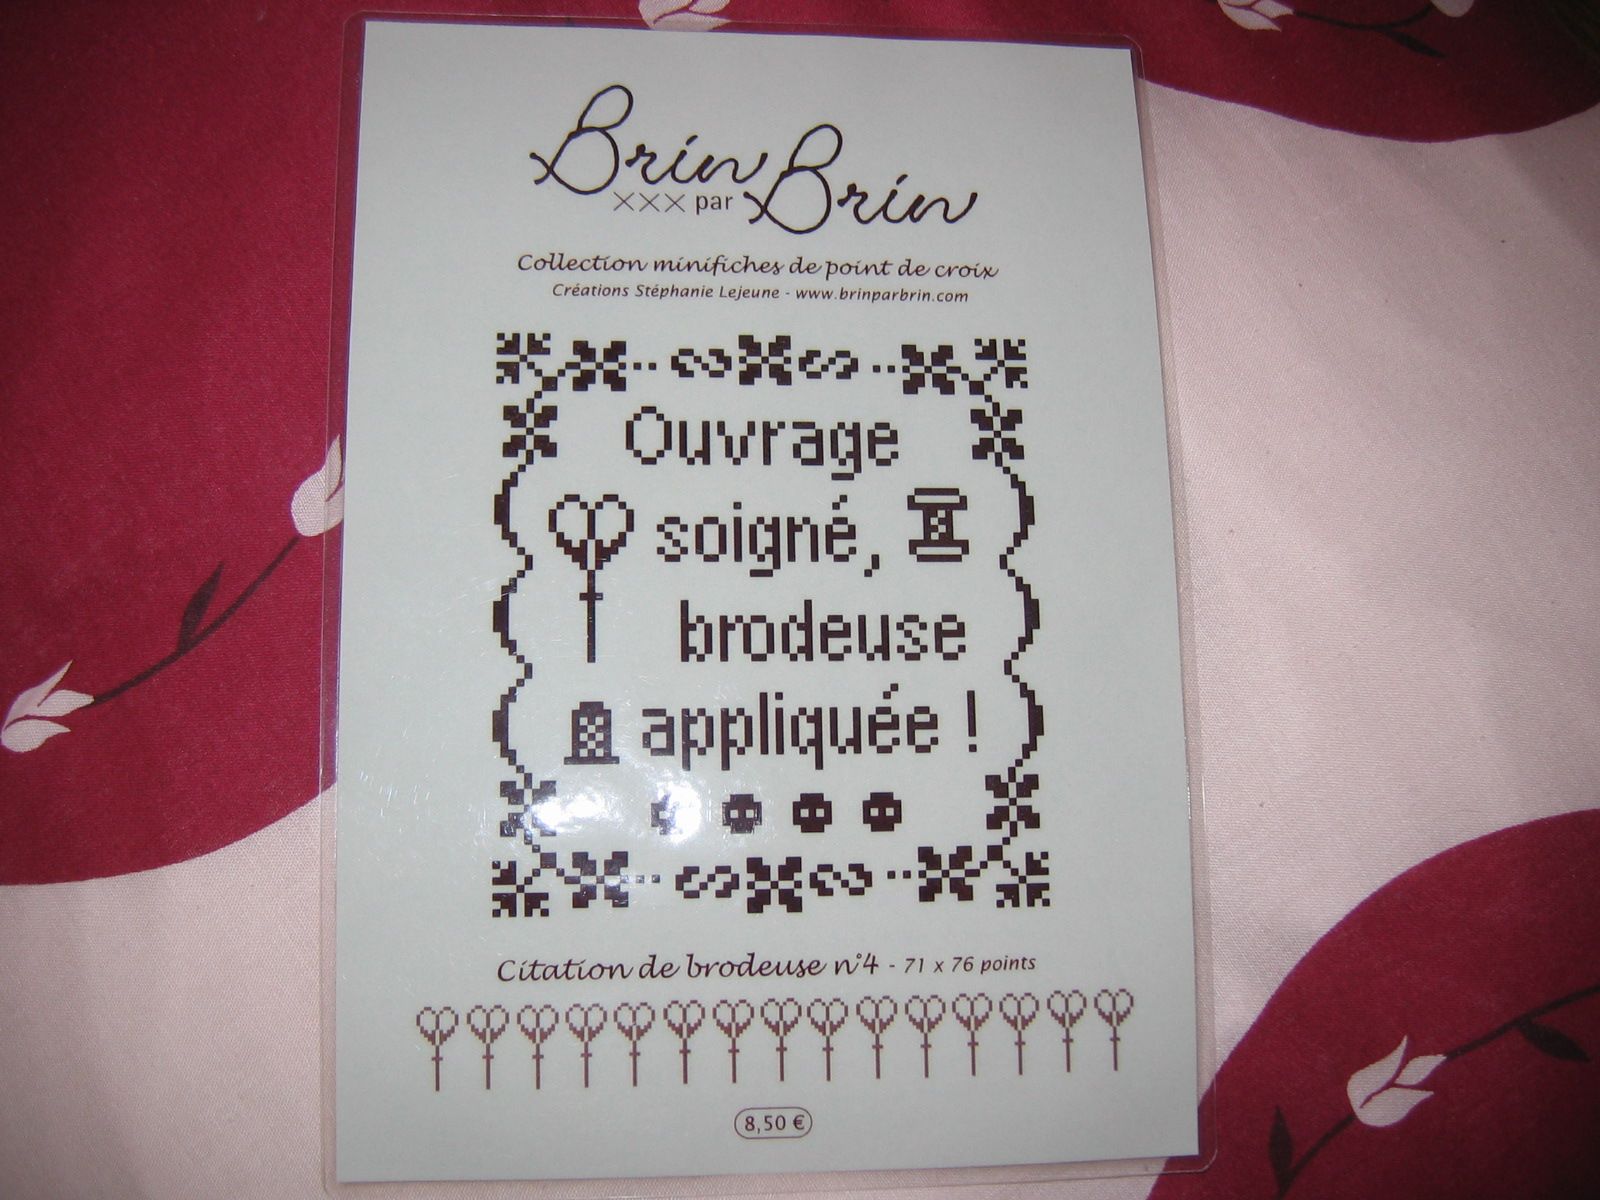 Brin
xxx par Brin
Collection minifiches de point de croix
Créations Stéphanie Lejeune - www.brinparbrin.com
Ouvrage
soigné,
brodeuse
appliquée !
Citation de brodeuse n°4 - 71 x 76 points
8,50 €